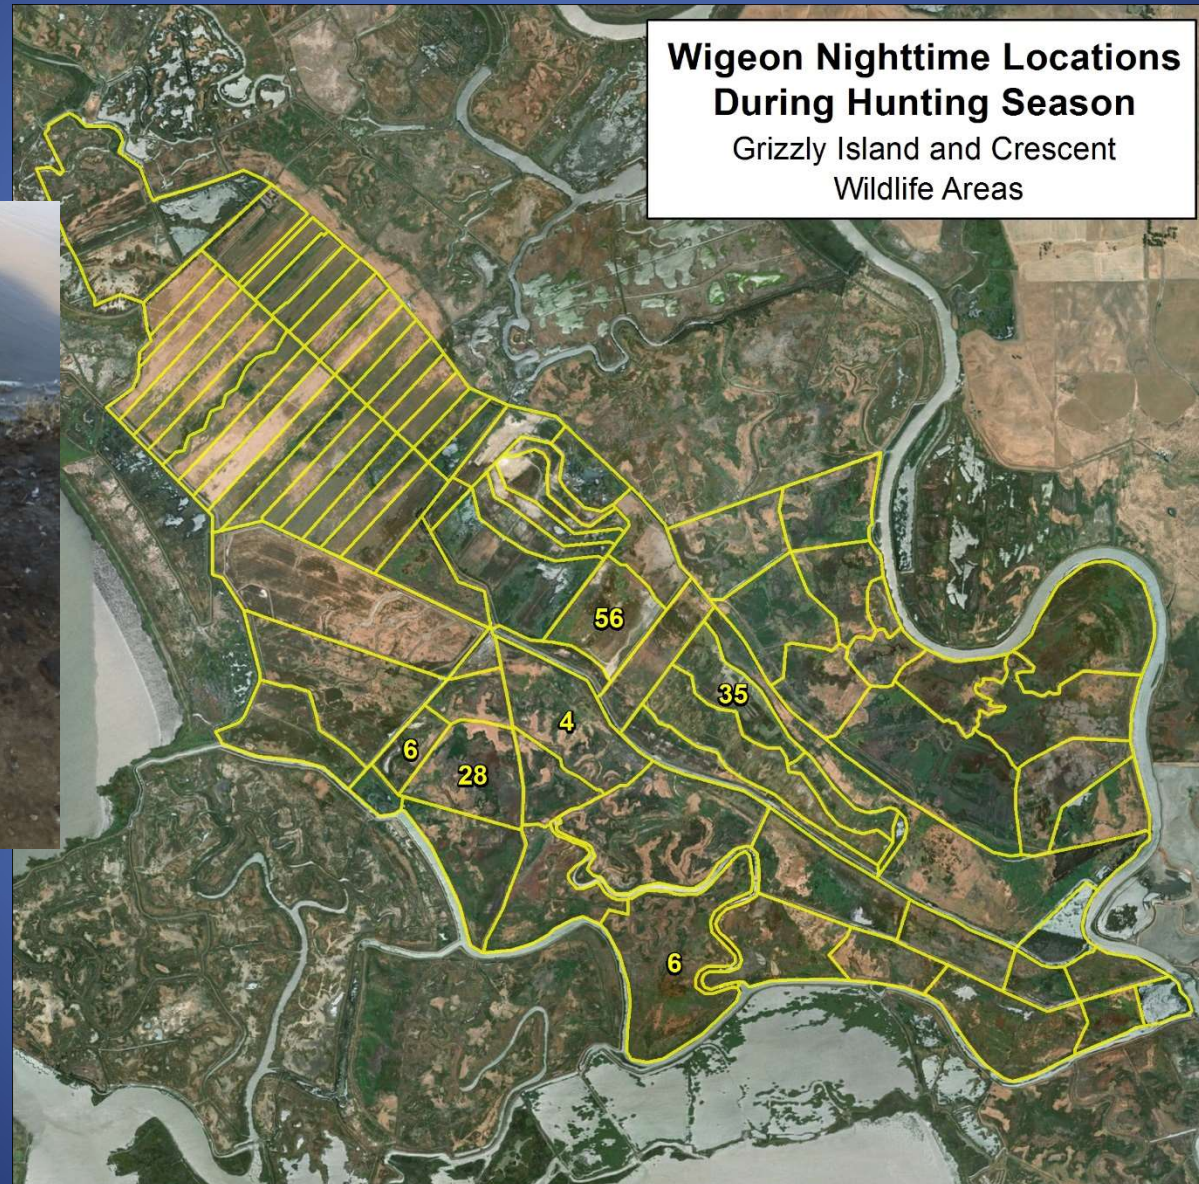 Wigeon Nighttime Locations
During Hunting Season
Grizzly Island and Crescent
Wildlife Areas
56
35
4
6
28
6